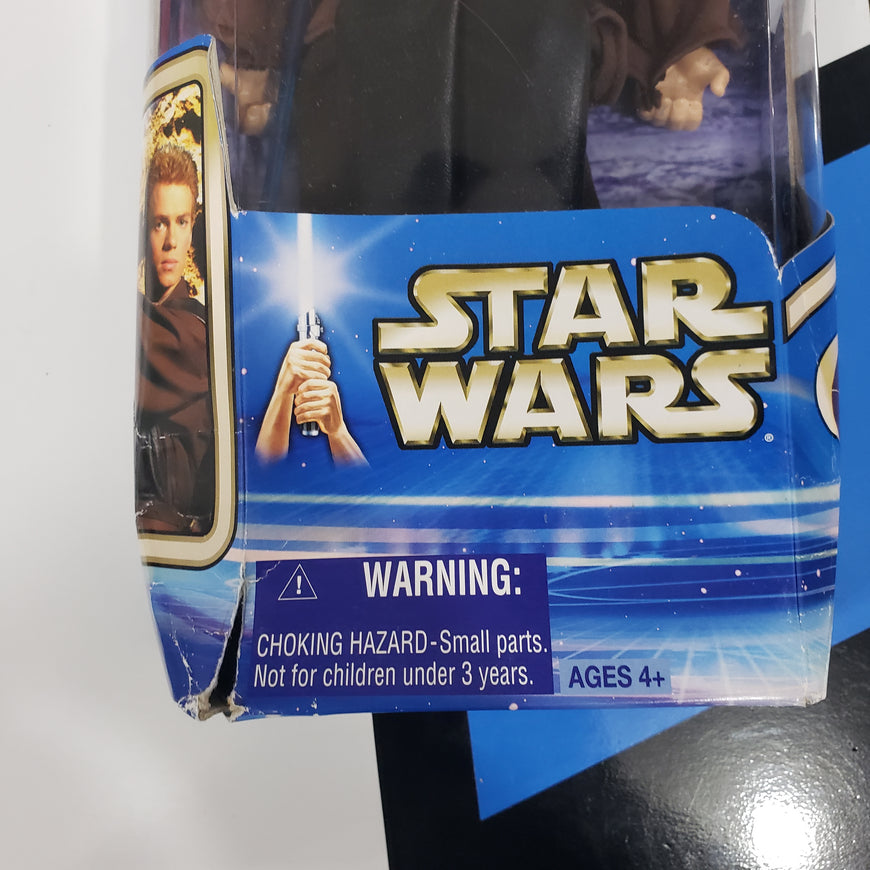 STAR
WARS®
! WARNING:
CHOKING HAZARD-Small parts.
Not for children under 3 years.
AGES 4+